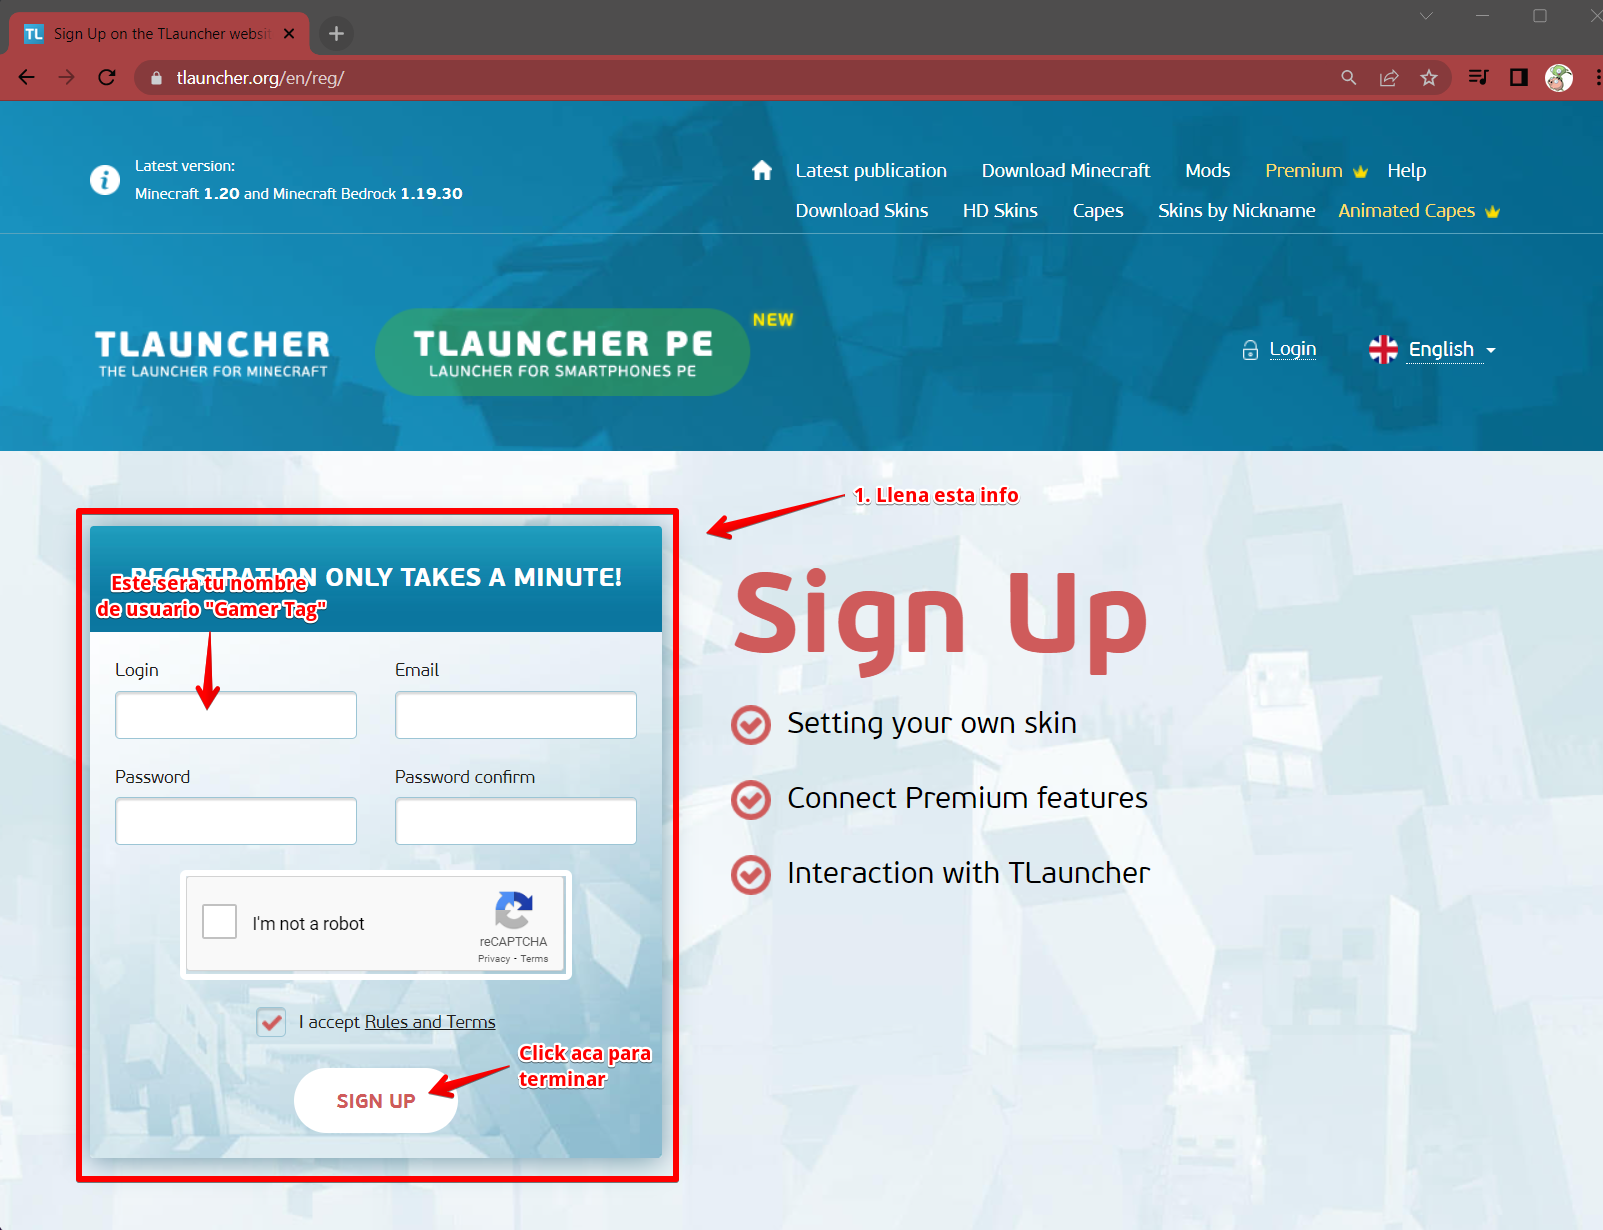 TL Sign Up on the TLauncher websit
tlauncher.org/en/reg/
Latest version:
Minecraft 1.20 and Minecraft Bedrock 1.19.30
Latest publication Download Minecraft Mods Premium Help
Download Skins HD Skins Capes Skins by Nickname Animated Capes
TLAUNCHER
THE LAUNCHER FOR MINECRAFT
TLAUNCHER PE
LAUNCHER FOR SMARTPHONES PE
NEW
Login
English
1. Llena esta info
REGISTRATION ONLY TAKES A MINUTE!
Este sera tu nombre
de usuario "Gamer Tag"
Login Email
Password Password confirm
I'm not a robot
reCAPTCHA
Privacy - Terms
I accept Rules and Terms
Click aca para
terminar
SIGN UP
Sign Up
Setting your own skin
Connect Premium features
Interaction with TLauncher